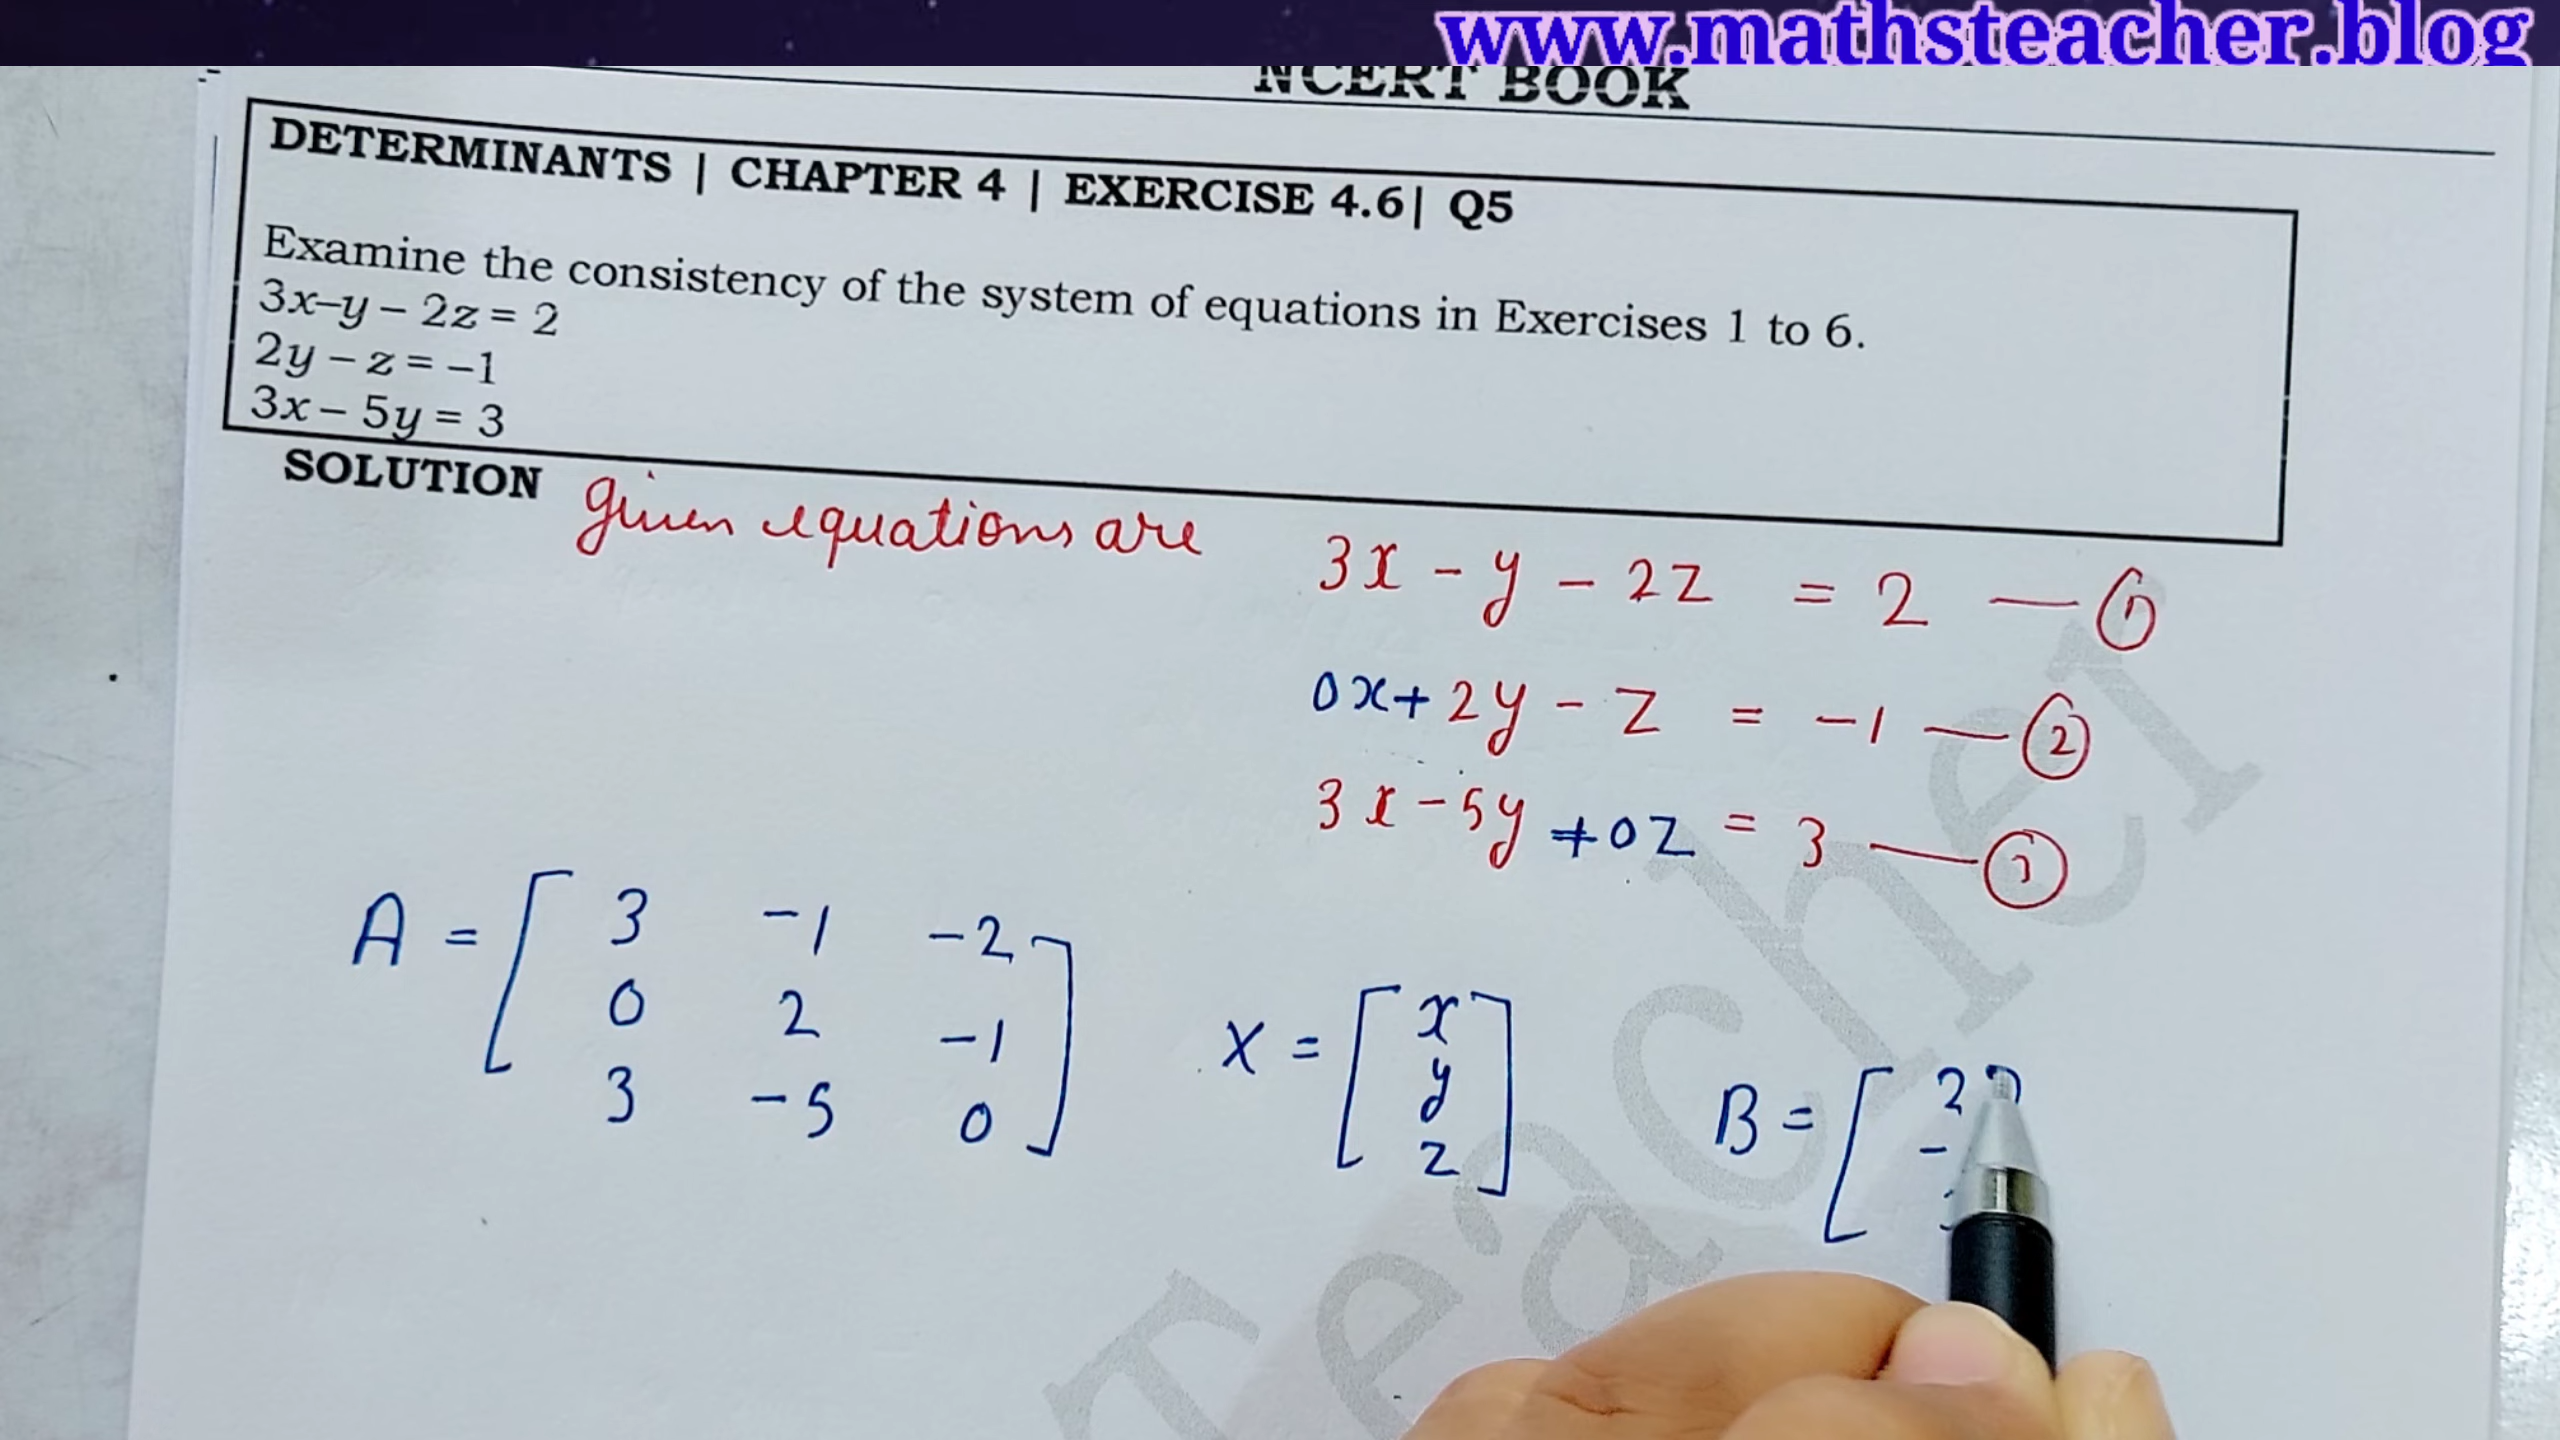 www.mathsteacher.blog
NCERT BOOK
DETERMINANTS | CHAPTER 4 | EXERCISE 4.6| Q5
Examine the consistency of the system of equations in Exercises 1 to 6.
3x–y – 2z = 2
2y – z = –1
3x – 5y = 3
SOLUTION given equations are
3x - y - 2z = 2 — ①
0x + 2y - z = -1 — ②
3x - 5y + 0z = 3 — ③
A = [ 3 -1 -2
0 2 -1
3 -5 0 ]
X = [ x
y
z ]
B = [ 2
-
Teacher